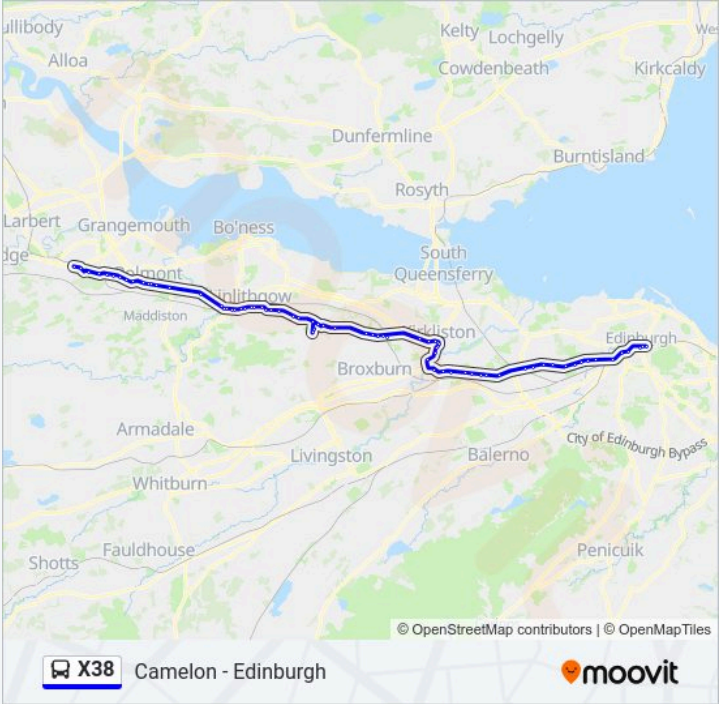 ullibody
Alloa
Kelty
Lochgelly
Cowdenbeath
Kirkcaldy
Dunfermline
Burntisland
Rosyth
Larbert
Grangemouth
Bo'ness
South
Queensferry
Maddiston
Edinburgh
Broxburn
Armadale
Livingston
Balerno
City of Edinburgh Bypass
Whitburn
Fauldhouse
Shotts
Penicuik
© OpenStreetMap contributors | © OpenMapTiles
X38 Camelon - Edinburgh
moovit